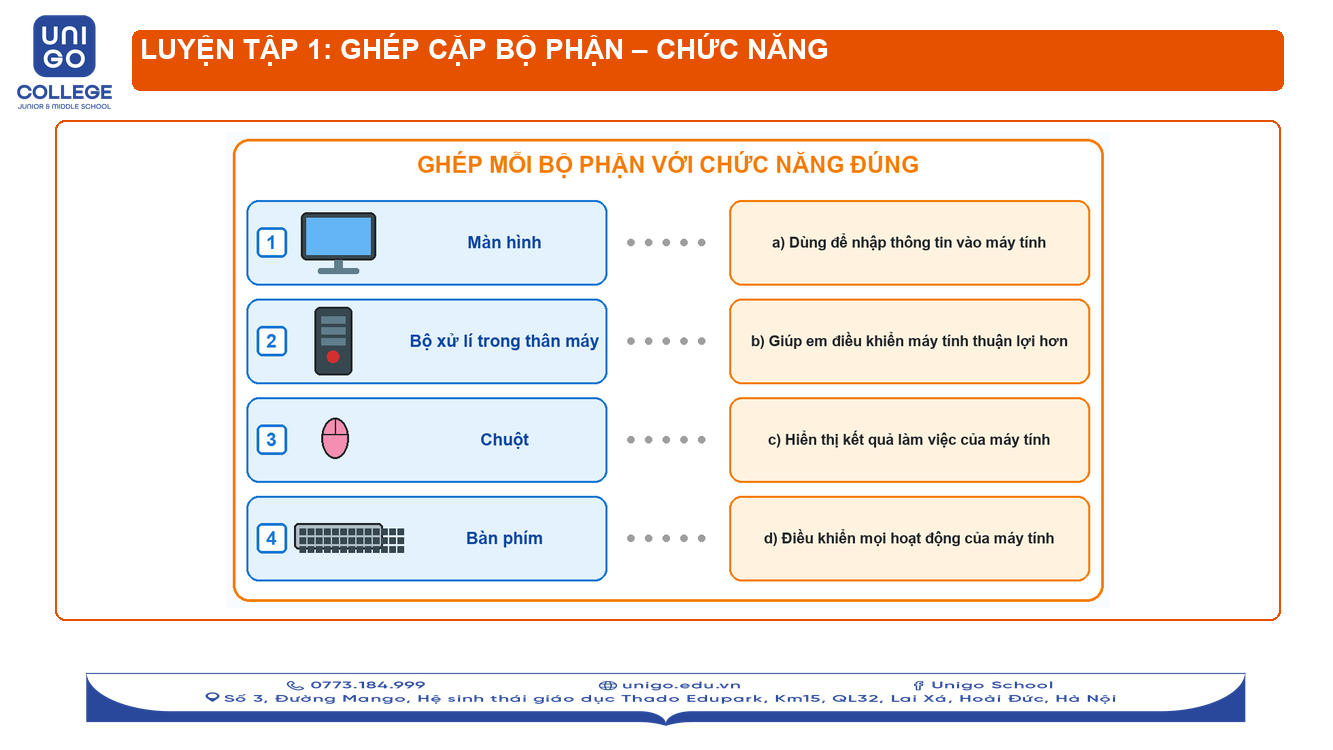 UNI
GO
COLLEGE
JUNIOR & MIDDLE SCHOOL
LUYỆN TẬP 1: GHÉP CẶP BỘ PHẬN – CHỨC NĂNG
GHÉP MỖI BỘ PHẬN VỚI CHỨC NĂNG ĐÚNG
1 Màn hình
a) Dùng để nhập thông tin vào máy tính
2 Bộ xử lí trong thân máy
b) Giúp em điều khiển máy tính thuận lợi hơn
3 Chuột
c) Hiển thị kết quả làm việc của máy tính
4 Bàn phím
d) Điều khiển mọi hoạt động của máy tính
0773.184.999
unigo.edu.vn
Unigo School
Số 3, Đường Mango, Hệ sinh thái giáo dục Thado Edupark, Km15, QL32, Lai Xá, Hoài Đức, Hà Nội